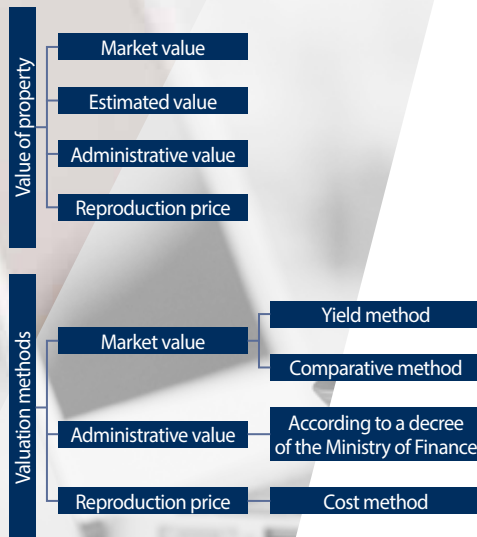 Value of property
Market value
Estimated value
Administrative value
Reproduction price
Valuation methods
Market value
Yield method
Comparative method
Administrative value
According to a decree
of the Ministry of Finance
Reproduction price
Cost method